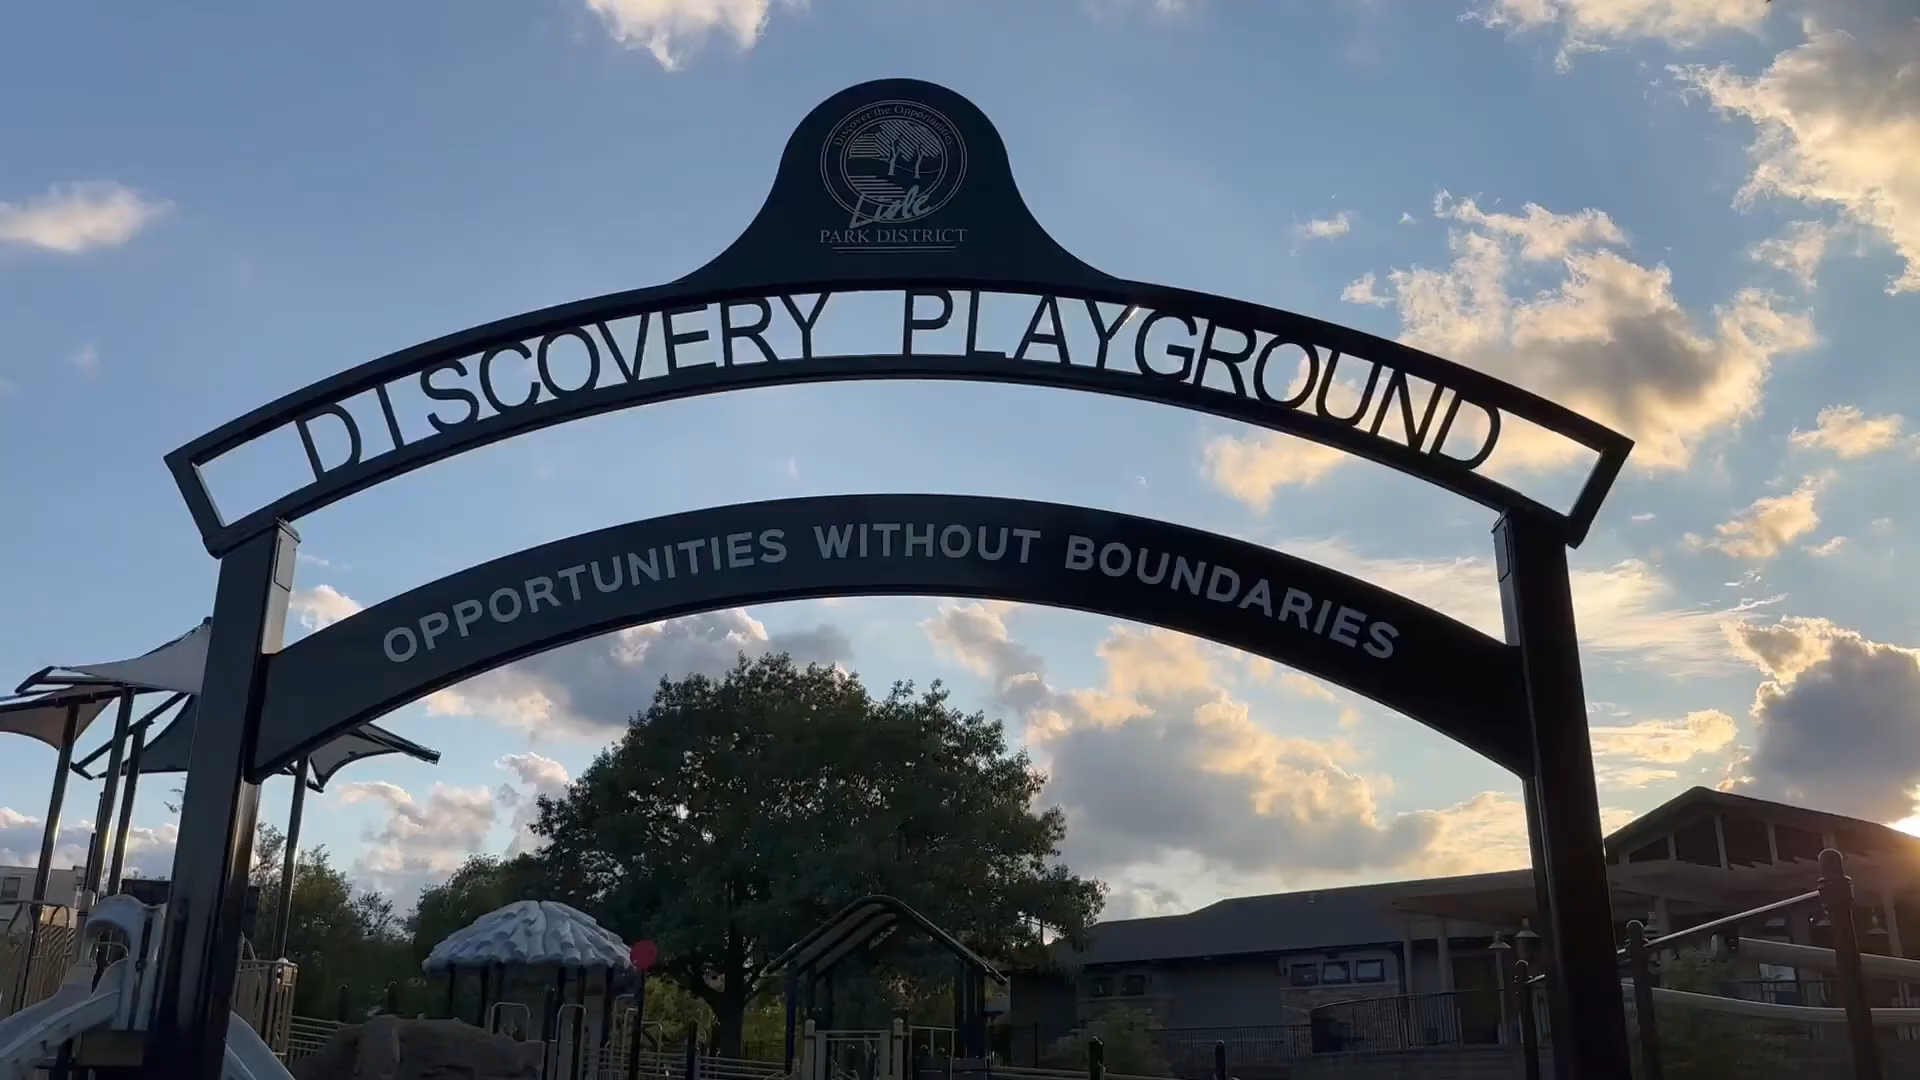 Discover the Opportunities
Lisle
PARK DISTRICT
DISCOVERY PLAYGROUND
OPPORTUNITIES WITHOUT BOUNDARIES